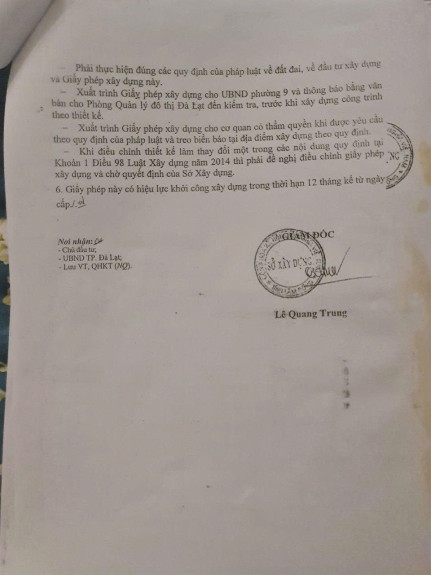 – Phải thực hiện đúng các quy định của pháp luật về đất đai, về đầu tư xây dựng
và Giấy phép xây dựng này.
– Xuất trình Giấy phép xây dựng cho UBND phường 9 và thông báo bằng văn
bản cho Phòng Quản lý đô thị Đà Lạt đến kiểm tra, trước khi xây dựng công trình
theo thiết kế.
– Xuất trình Giấy phép xây dựng cho cơ quan có thẩm quyền khi được yêu cầu
theo quy định của pháp luật và treo biển báo tại địa điểm xây dựng theo quy định.
– Khi điều chỉnh thiết kế làm thay đổi một trong các nội dung quy định tại
Khoản 1 Điều 98 Luật Xây dựng năm 2014 thì phải đề nghị điều chỉnh giấy phép
xây dựng và chờ quyết định của Sở Xây dựng.
6. Giấy phép này có hiệu lực khởi công xây dựng trong thời hạn 12 tháng kể từ ngày
cấp./.
Nơi nhận:
- Chủ đầu tư;
- UBND TP. Đà Lạt;
- Lưu VT, QHKT (NQ).
GIÁM ĐỐC
SỞ XÂY DỰNG
Lê Quang Trung